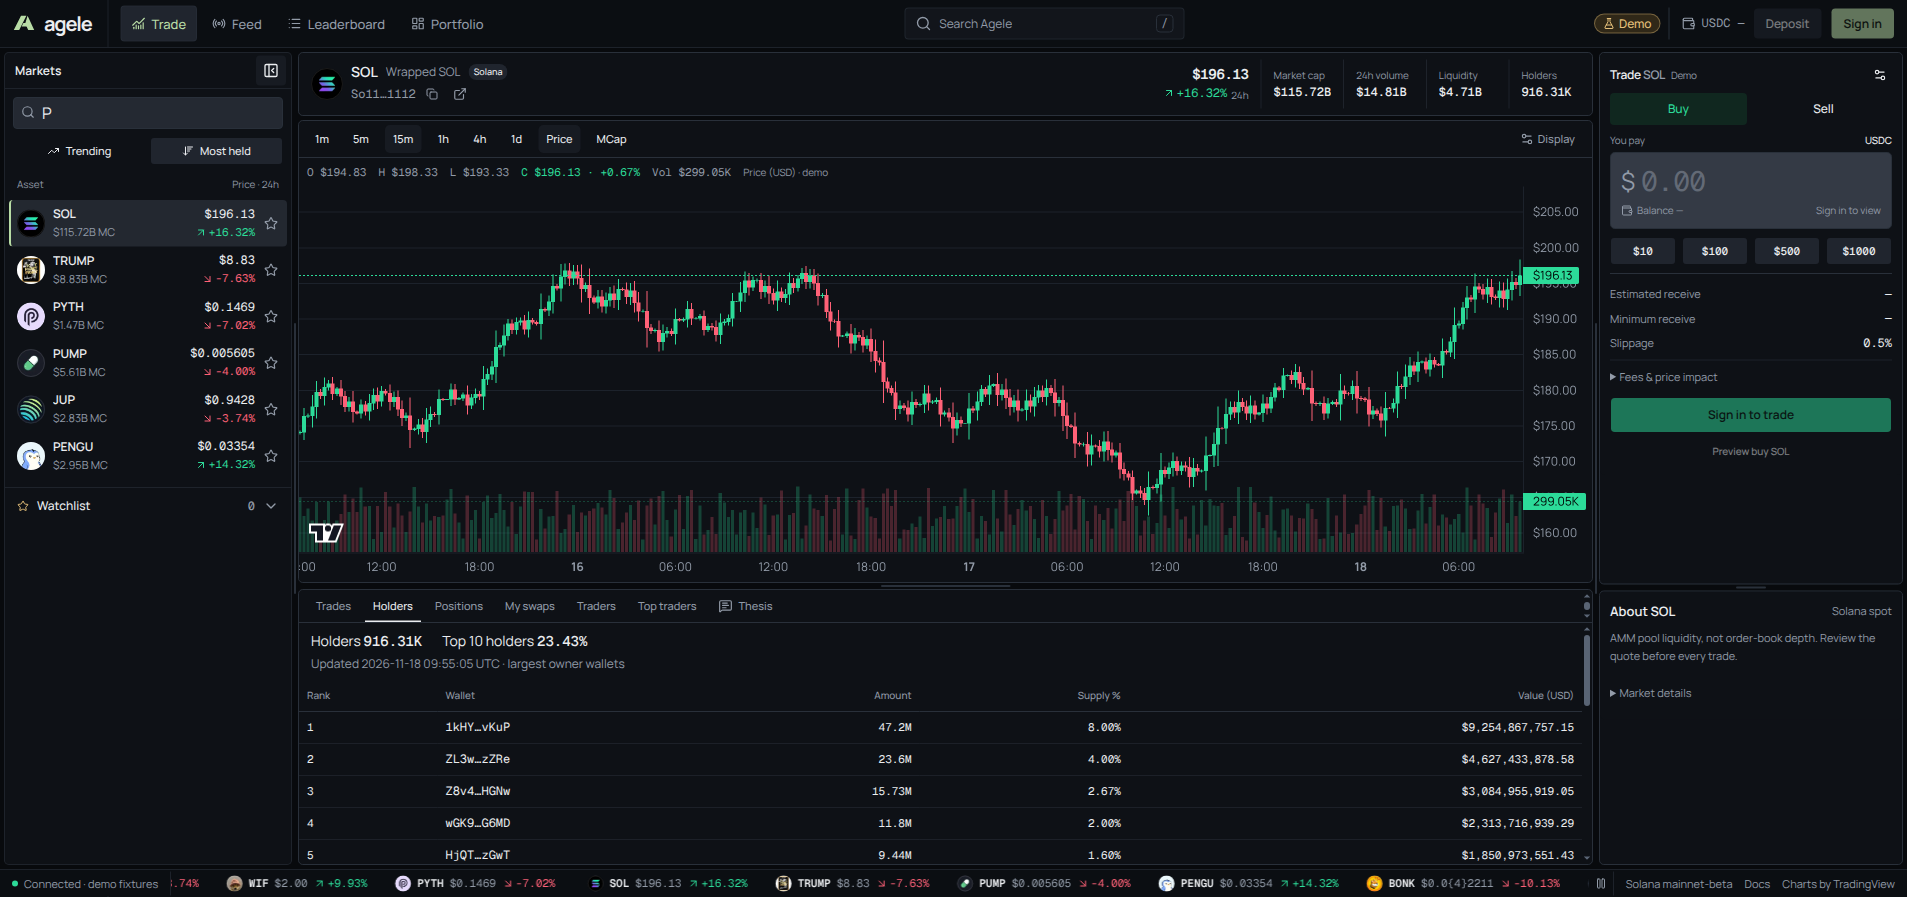 agele
Trade
Feed
Leaderboard
Portfolio
Search Agele
/
Demo
USDC —
Deposit
Sign in
Markets
P
Trending
Most held
Asset
Price · 24h
SOL
$196.13
$115.72B MC
+16.32%
TRUMP
$8.83
$8.83B MC
-7.63%
PYTH
$0.1469
$1.47B MC
-7.02%
PUMP
$0.005605
$5.61B MC
-4.00%
JUP
$0.9428
$2.83B MC
-3.74%
PENGU
$0.03354
$2.95B MC
+14.32%
Watchlist
0
SOL Wrapped SOL Solana
So11…1112
$196.13
+16.32% 24h
Market cap
$115.72B
24h volume
$14.81B
Liquidity
$4.71B
Holders
916.31K
1m 5m 15m 1h 4h 1d Price MCap
Display
O $194.83 H $198.33 L $193.33 C $196.13 · +0.67% Vol $299.05K Price (USD) · demo
$205.00
$200.00
$196.13
$190.00
$185.00
$180.00
$175.00
$170.00
299.05K
$160.00
:00 12:00 18:00 16 06:00 12:00 18:00 17 06:00 12:00 18:00 18 06:00
Trades Holders Positions My swaps Traders Top traders Thesis
Holders 916.31K Top 10 holders 23.43%
Updated 2026-11-18 09:55:05 UTC · largest owner wallets
Rank Wallet Amount Supply % Value (USD)
1 1kHY…vKuP 47.2M 8.00% $9,254,867,757.15
2 ZL3w…zZRe 23.6M 4.00% $4,627,433,878.58
3 Z8v4…HGNw 15.73M 2.67% $3,084,955,919.05
4 wGK9…G6MD 11.8M 2.00% $2,313,716,939.29
5 HjQT…zGwT 9.44M 1.60% $1,850,973,551.43
Trade SOL Demo
Buy
Sell
You pay
USDC
$ 0.00
Balance —
Sign in to view
$10 $100 $500 $1000
Estimated receive —
Minimum receive —
Slippage 0.5%
Fees & price impact
Sign in to trade
Preview buy SOL
About SOL
Solana spot
AMM pool liquidity, not order-book depth. Review the
quote before every trade.
Market details
Connected · demo fixtures
.74% WIF $2.00 +9.93% PYTH $0.1469 -7.02% SOL $196.13 +16.32% TRUMP $8.83 -7.63% PUMP $0.005605 -4.00% PENGU $0.03354 +14.32% BONK $0.0{4}2211 -10.13%
Solana mainnet-beta Docs Charts by TradingView